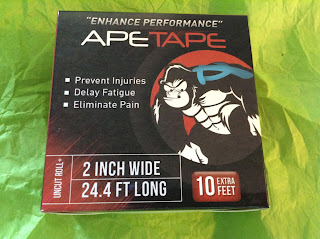 "ENHANCE PERFORMANCE"
APETAPE
Prevent Injuries
Delay Fatigue
Eliminate Pain
UNCUT ROLL+
2 INCH WIDE
24.4 FT LONG
10 EXTRA
FEET